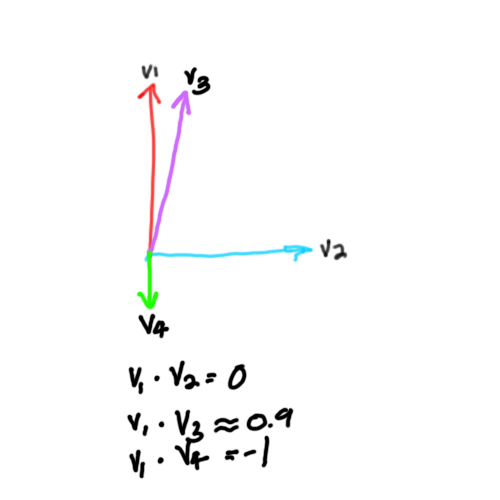 V1
V3
V2
V4
V₁ · V₂ = 0
V₁ · V₃ ≈ 0.9
V₁ · V₄ = -1